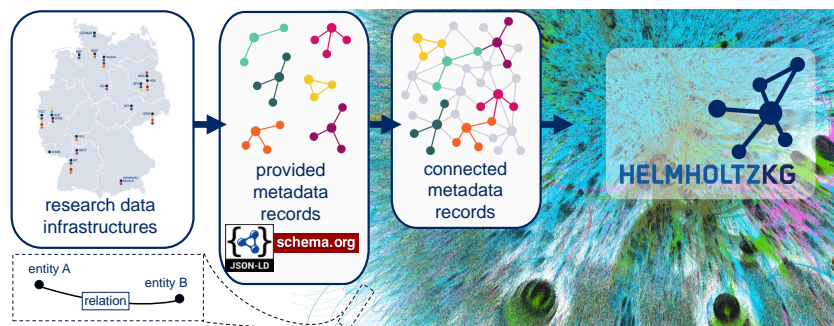 research data
infrastructures
provided
metadata
records
JSON-LD
schema.org
connected
metadata
records
HELMHOLTZKG
entity A
relation
entity B